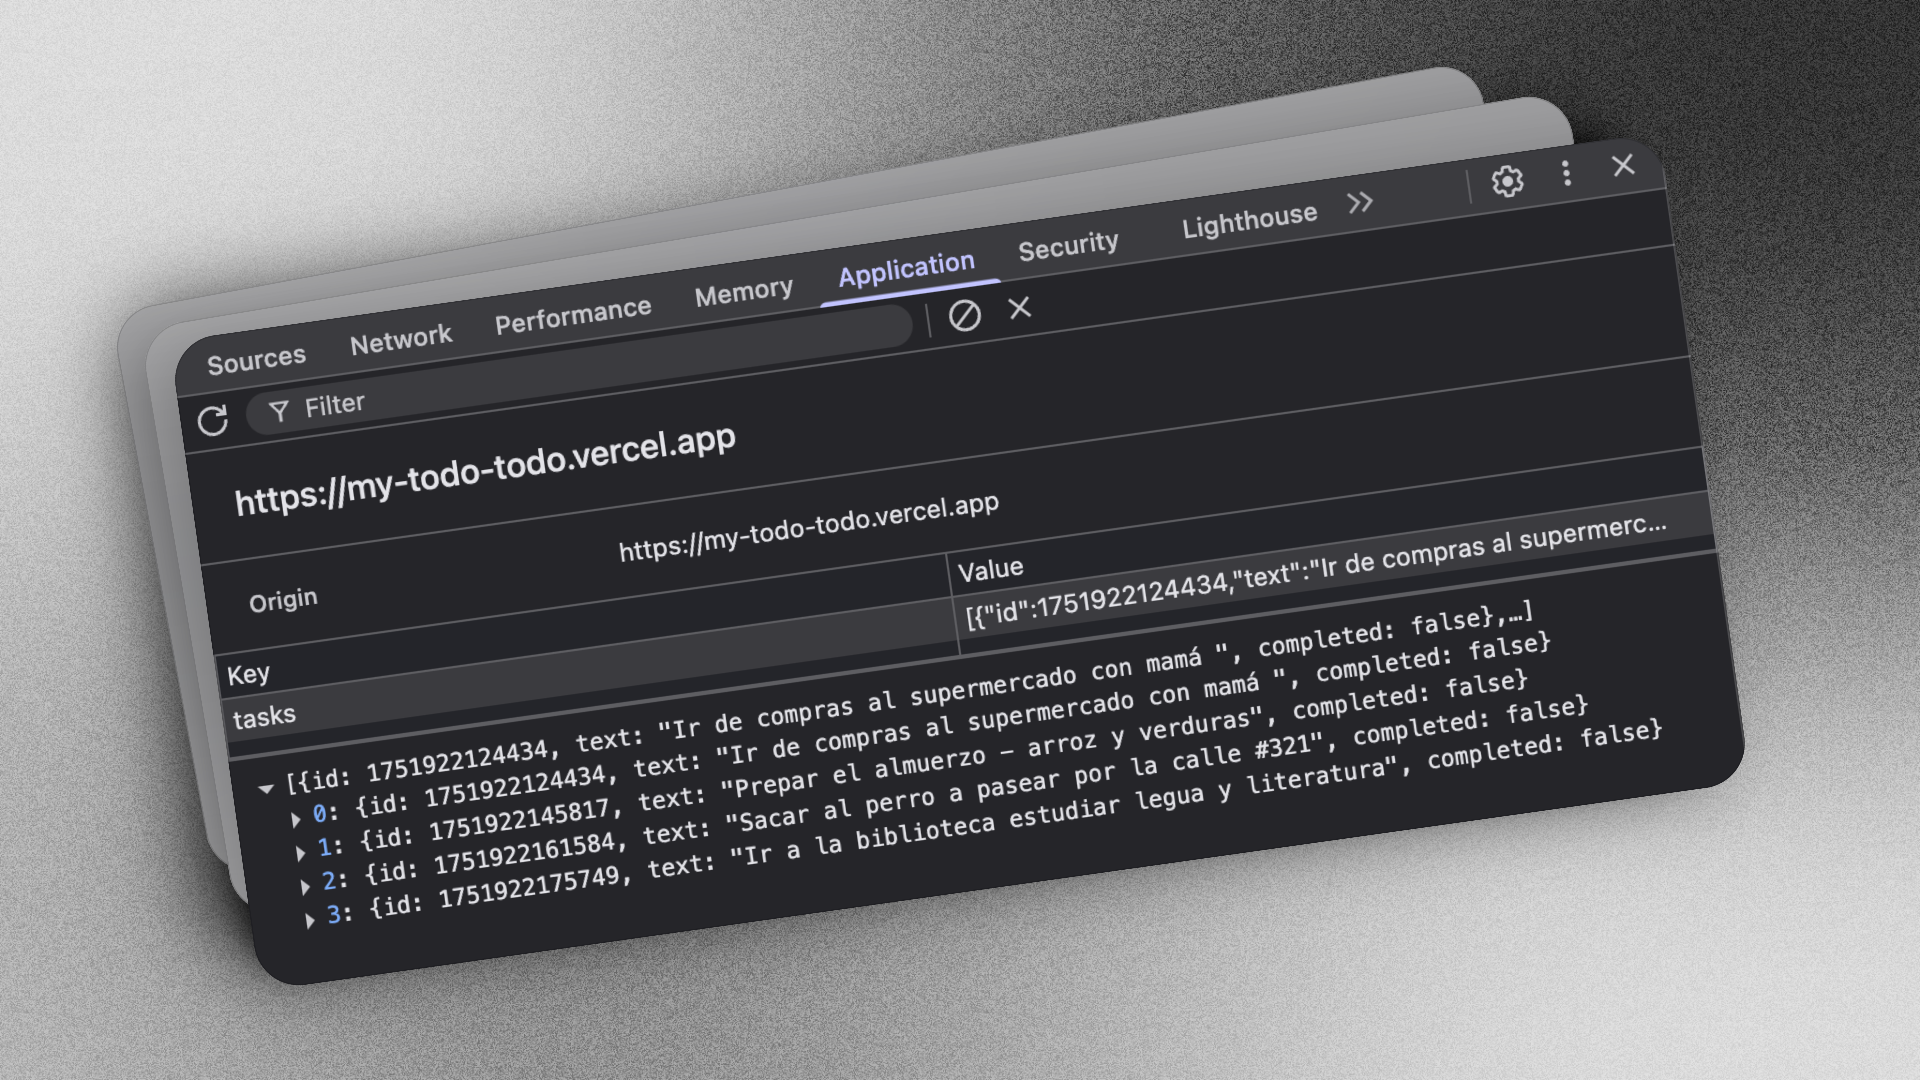 Sources Network Performance Memory Application Security Lighthouse
Filter
https://my-todo-todo.vercel.app
Origin https://my-todo-todo.vercel.app
Key Value
tasks [{"id":1751922124434,"text":"Ir de compras al supermerc...
[{id: 1751922124434, text: "Ir de compras al supermercado con mamá ", completed: false},…]
0: {id: 1751922124434, text: "Ir de compras al supermercado con mamá ", completed: false}
1: {id: 1751922145817, text: "Prepar el almuerzo – arroz y verduras", completed: false}
2: {id: 1751922161584, text: "Sacar al perro a pasear por la calle #321", completed: false}
3: {id: 1751922175749, text: "Ir a la biblioteca estudiar legua y literatura", completed: false}